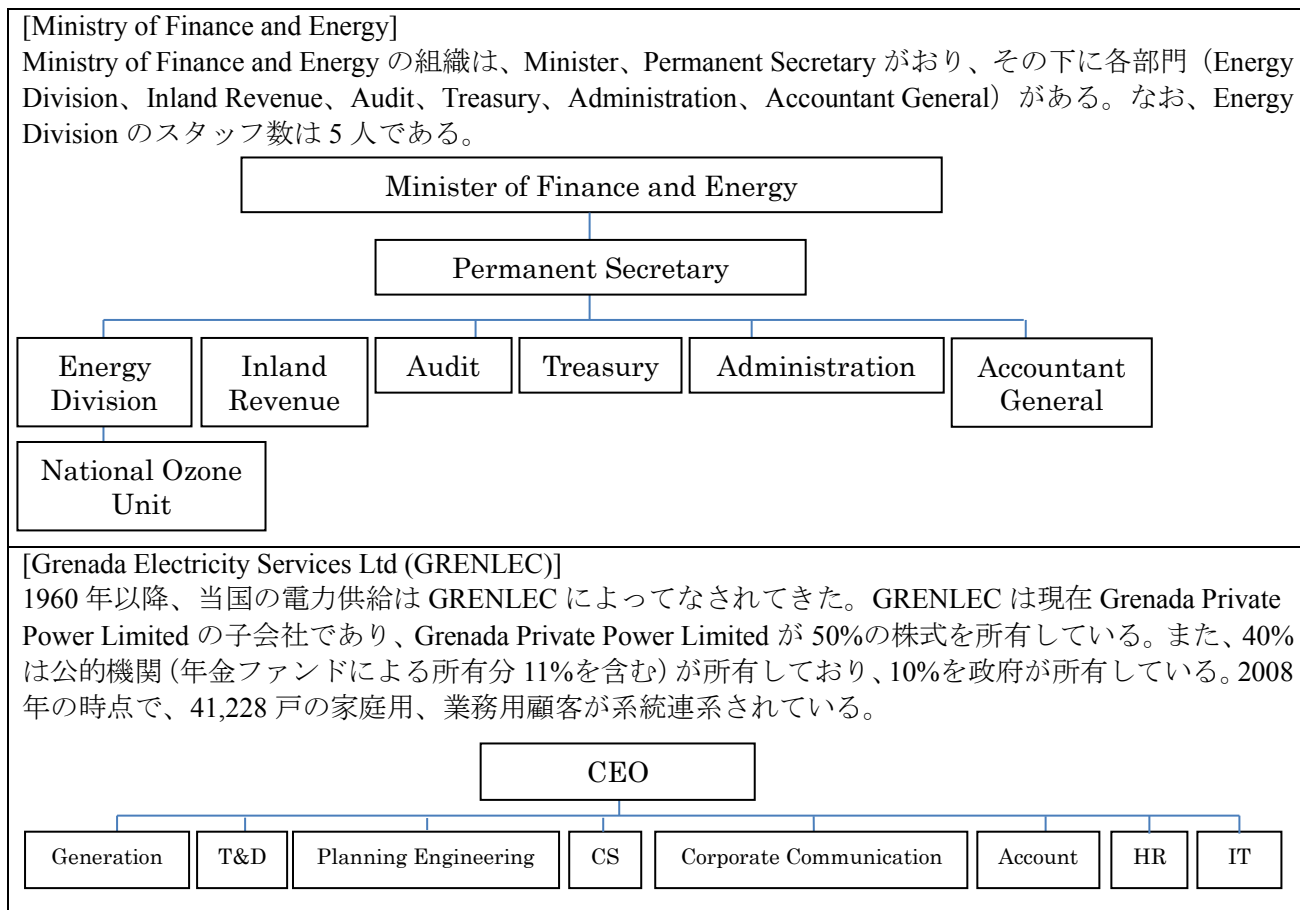 [Ministry of Finance and Energy]
Ministry of Finance and Energy の組織は、Minister、Permanent Secretary がおり、その下に各部門（Energy
Division、Inland Revenue、Audit、Treasury、Administration、Accountant General）がある。なお、Energy
Division のスタッフ数は 5 人である。
Minister of Finance and Energy
Permanent Secretary
Energy
Division
Inland
Revenue
Audit
Treasury
Administration
Accountant
General
National Ozone
Unit
[Grenada Electricity Services Ltd (GRENLEC)]
1960 年以降、当国の電力供給は GRENLEC によってなされてきた。GRENLEC は現在 Grenada Private
Power Limited の子会社であり、Grenada Private Power Limited が 50%の株式を所有している。また、40%
は公的機関（年金ファンドによる所有分 11%を含む）が所有しており、10%を政府が所有している。2008
年の時点で、41,228 戸の家庭用、業務用顧客が系統連系されている。
CEO
Generation
T&D
Planning Engineering
CS
Corporate Communication
Account
HR
IT